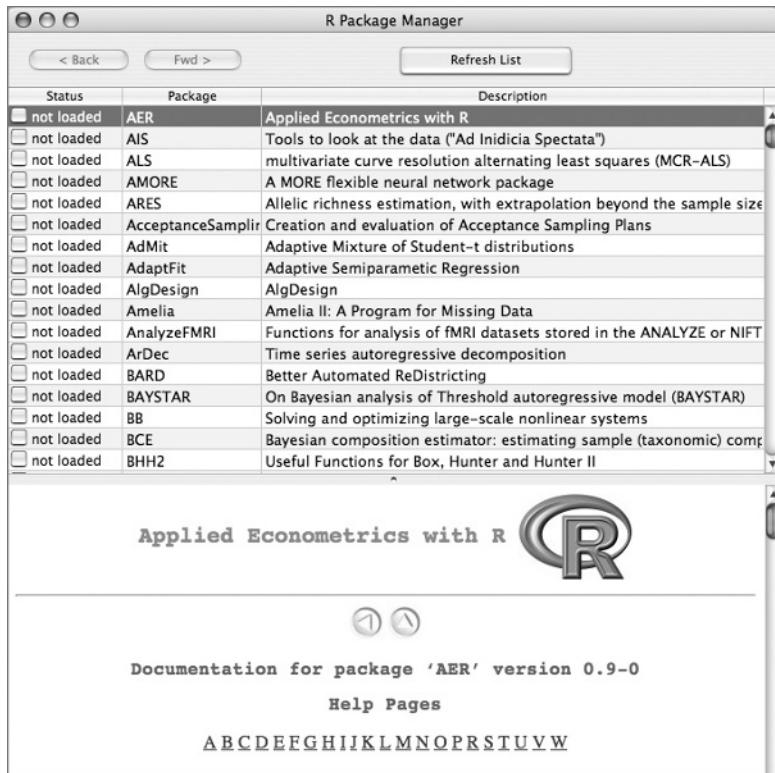 R Package Manager
< Back Fwd > Refresh List
Status Package Description
not loaded AER Applied Econometrics with R
not loaded AIS Tools to look at the data ("Ad Inidicia Spectata")
not loaded ALS multivariate curve resolution alternating least squares (MCR-ALS)
not loaded AMORE A MORE flexible neural network package
not loaded ARES Allelic richness estimation, with extrapolation beyond the sample size
not loaded AcceptanceSamplin Creation and evaluation of Acceptance Sampling Plans
not loaded AdMit Adaptive Mixture of Student-t distributions
not loaded AdaptFit Adaptive Semiparametic Regression
not loaded AlgDesign AlgDesign
not loaded Amelia Amelia II: A Program for Missing Data
not loaded AnalyzeFMRI Functions for analysis of fMRI datasets stored in the ANALYZE or NIFT
not loaded ArDec Time series autoregressive decomposition
not loaded BARD Better Automated ReDistricting
not loaded BAYSTAR On Bayesian analysis of Threshold autoregressive model (BAYSTAR)
not loaded BB Solving and optimizing large-scale nonlinear systems
not loaded BCE Bayesian composition estimator: estimating sample (taxonomic) comp
not loaded BHH2 Useful Functions for Box, Hunter and Hunter II
Applied Econometrics with R R
Documentation for package ‘AER’ version 0.9-0
Help Pages
A B C D E F G H I J K L M N O P R S T U V W